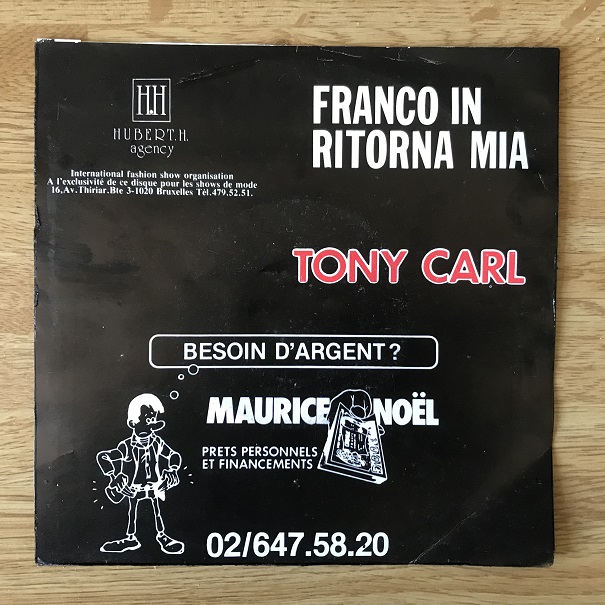 H.H
HUBERT.H.
agency
International fashion show organisation
A l'exclusivité de ce disque pour les shows de mode
16,Av.Thiriar.Bte 3-1020 Bruxelles Tél.479.52.51.
FRANCO IN
RITORNA MIA
TONY CARL
BESOIN D'ARGENT ?
MAURICE NOËL
PRETS PERSONNELS
ET FINANCEMENTS
02/647.58.20